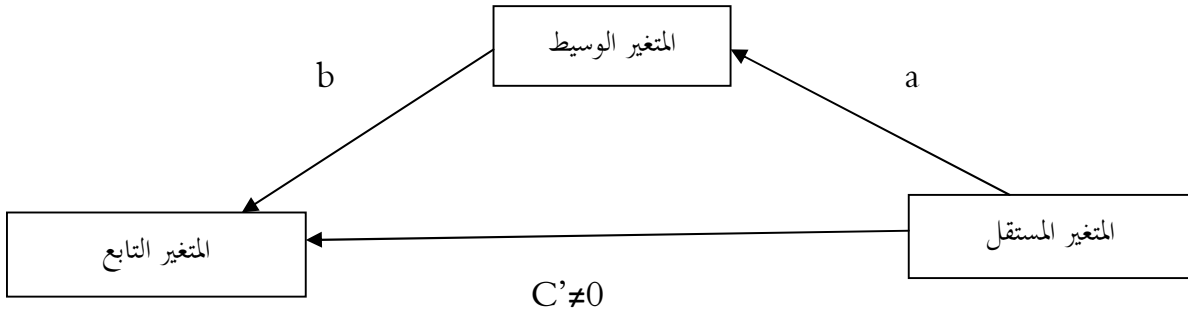 المتغير الوسيط
b
a
المتغير المستقل
المتغير التابع
C’≠0